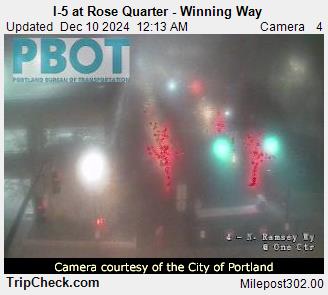 I-5 at Rose Quarter - Winning Way
Updated Dec 10 2024 12:13 AM Camera 4
PBOT
PORTLAND BUREAU OF TRANSPORTATION
4 - N. Ramsey Wy
@ One Ctr
Camera courtesy of the City of Portland
TripCheck.com Milepost302.00